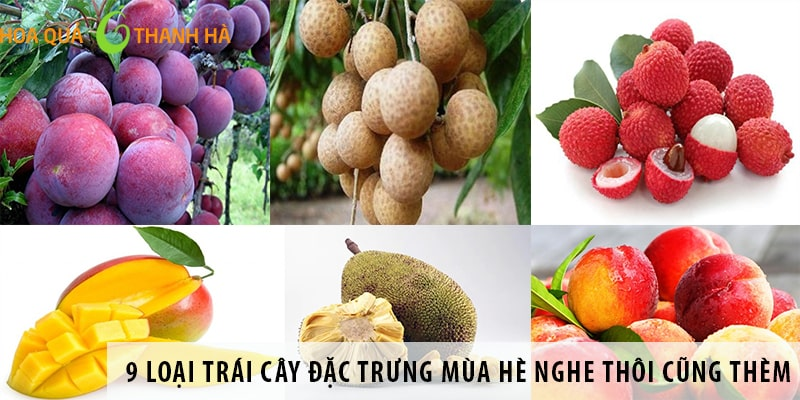 HOA QUẢ THANH HÀ
9 LOẠI TRÁI CÂY ĐẶC TRƯNG MÙA HÈ NGHE THÔI CŨNG THÈM